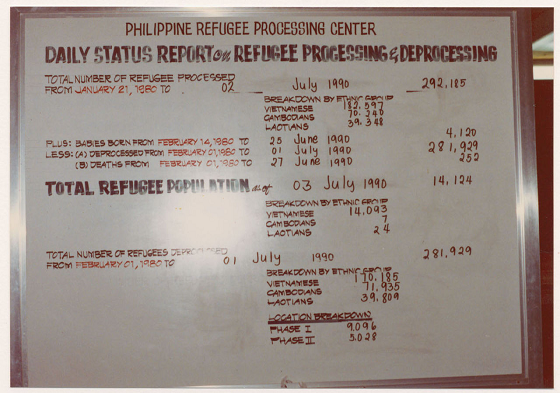 PHILIPPINE REFUGEE PROCESSING CENTER
DAILY STATUS REPORT on REFUGEE PROCESSING & DEPROCESSING
TOTAL NUMBER OF REFUGEE PROCESSED
FROM JANUARY 21, 1980 TO 02 July 1990 292,185
BREAKDOWN BY ETHNIC GROUP
VIETNAMESE 182,597
CAMBODIANS 70,240
LAOTIANS 39,348
PLUS: BABIES BORN FROM FEBRUARY 14, 1980 TO 25 June 1990 4,120
LESS: (A) DEPROCESSED FROM FEBRUARY 01, 1980 TO 01 July 1990 281,929
(B) DEATHS FROM FEBRUARY 01, 1980 TO 27 June 1990 252
TOTAL REFUGEE POPULATION as of 03 July 1990 14,124
BREAKDOWN BY ETHNIC GROUP
VIETNAMESE 14,093
CAMBODIANS 7
LAOTIANS 24
TOTAL NUMBER OF REFUGEES DEPROCESSED
FROM FEBRUARY 01, 1980 TO 01 July 1990 281,929
BREAKDOWN BY ETHNIC GROUP
VIETNAMESE 170,185
CAMBODIANS 71,935
LAOTIANS 39,809
LOCATION BREAKDOWN
PHASE I 9,096
PHASE II 5,028